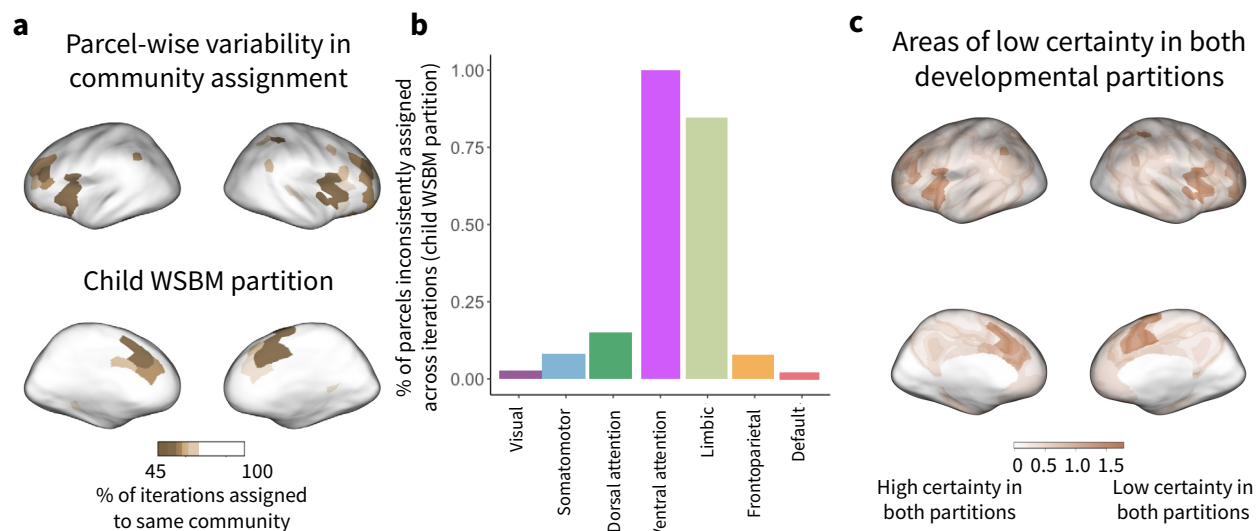 a
Parcel-wise variability in
community assignment
Child WSBM partition
45 100
% of iterations assigned
to same community
b
% of parcels inconsistently assigned
across iterations (child WSBM partition)
1.00
0.75
0.50
0.25
0.00
Visual
Somatomotor
Dorsal attention
attention
Limbic
Frontoparietal
Default
c
Areas of low certainty in both
developmental partitions
0 0.5 1.0 1.5
High certainty in
both partitions
Low certainty in
both partitions